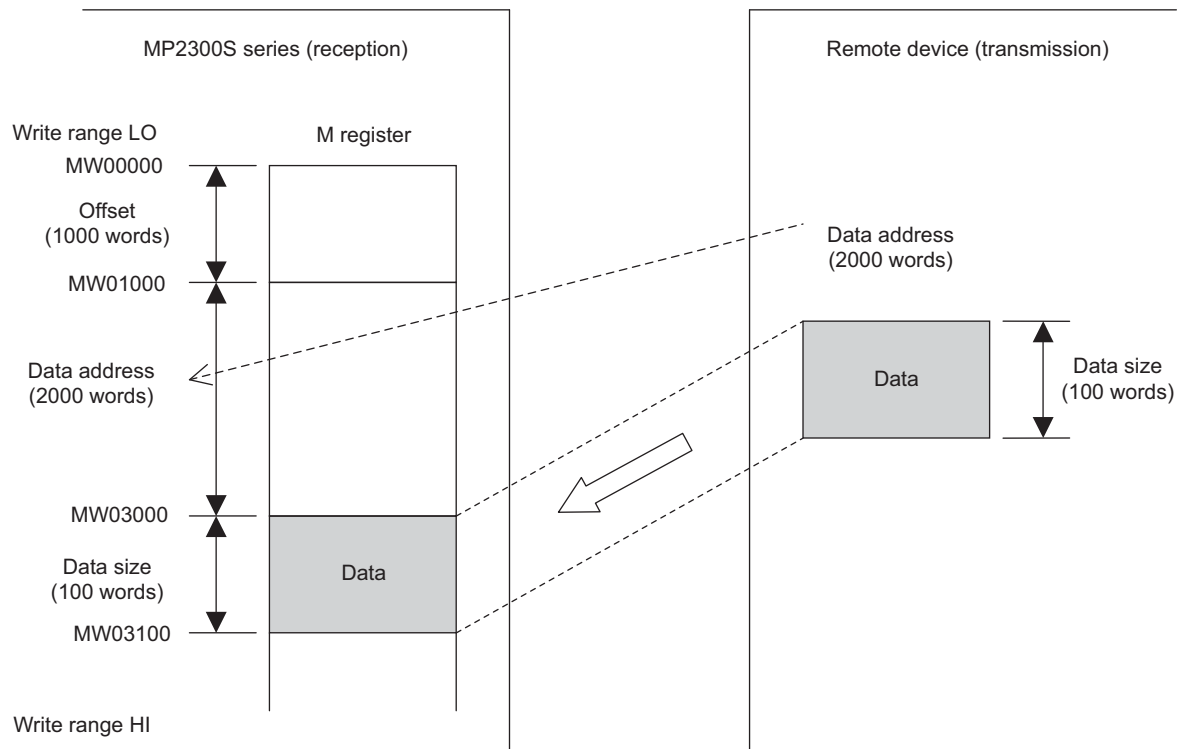 MP2300S series (reception)
Remote device (transmission)
Write range LO
M register
MW00000
Offset
(1000 words)
MW01000
Data address
(2000 words)
Data address
(2000 words)
Data
Data size
(100 words)
MW03000
Data size
(100 words)
Data
MW03100
Write range HI